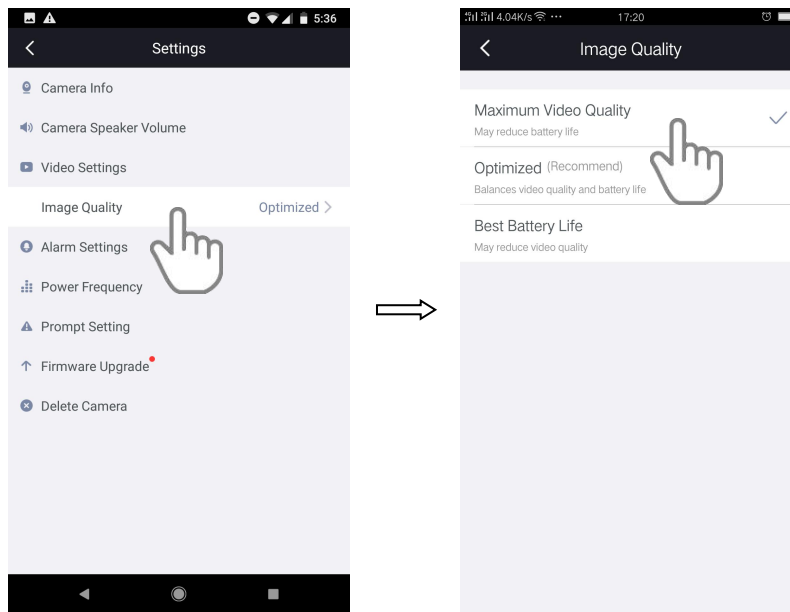 5:36
Settings
Camera Info
Camera Speaker Volume
Video Settings
Image Quality Optimized >
Alarm Settings
Power Frequency
Prompt Setting
Firmware Upgrade
Delete Camera
4G 2G 4.04K/s ... 17:20
Image Quality
Maximum Video Quality
May reduce battery life
Optimized (Recommend)
Balances video quality and battery life
Best Battery Life
May reduce video quality